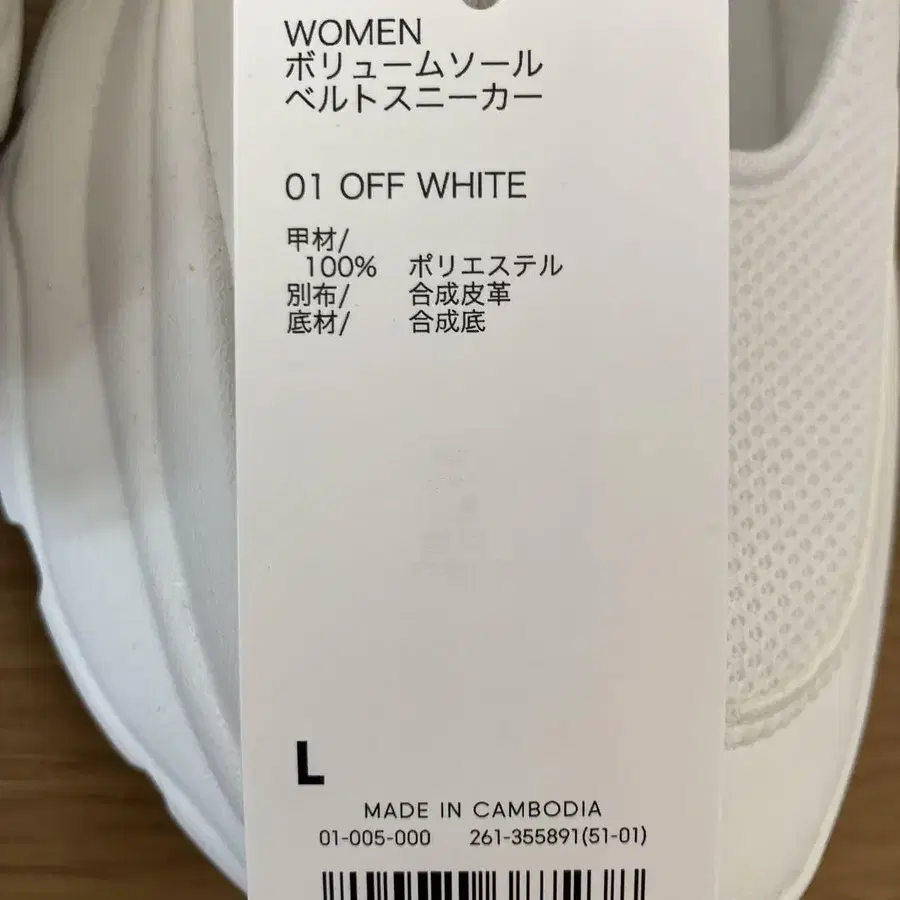 WOMEN
ボリュームソール
ベルトスニーカー
01 OFF WHITE
甲材/
100% ポリエステル
別布/ 合成皮革
底材/ 合成底
L
MADE IN CAMBODIA
01-005-000 261-355891(51-01)